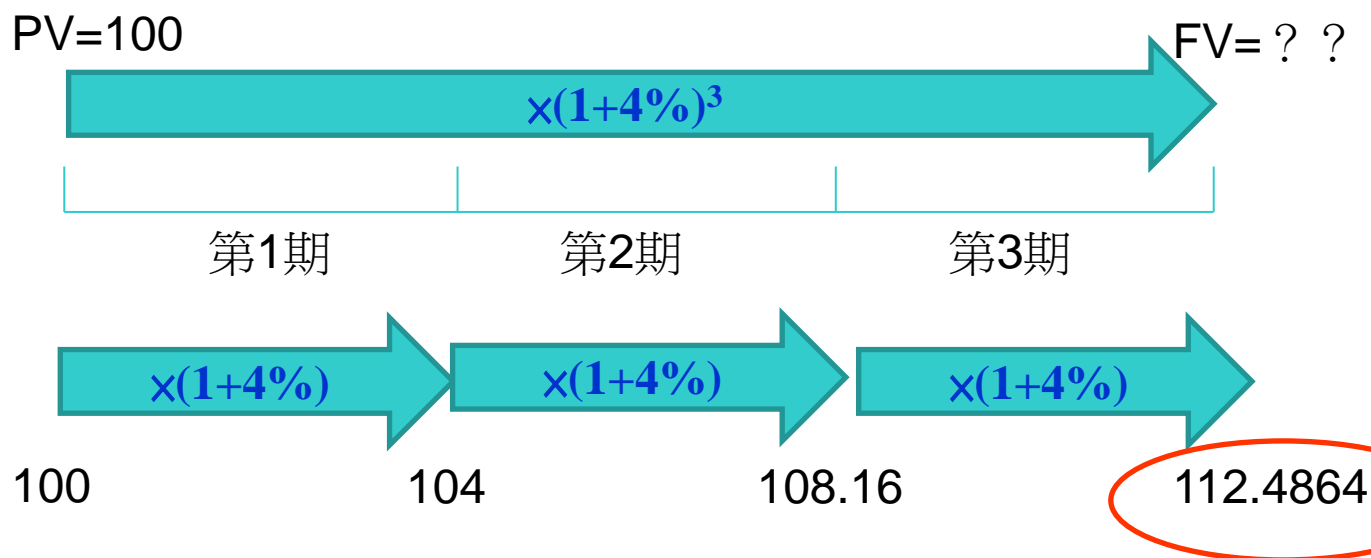 PV=100
FV=？？
×(1+4%)³
第1期 第2期 第3期
×(1+4%) ×(1+4%) ×(1+4%)
100 104 108.16 112.4864